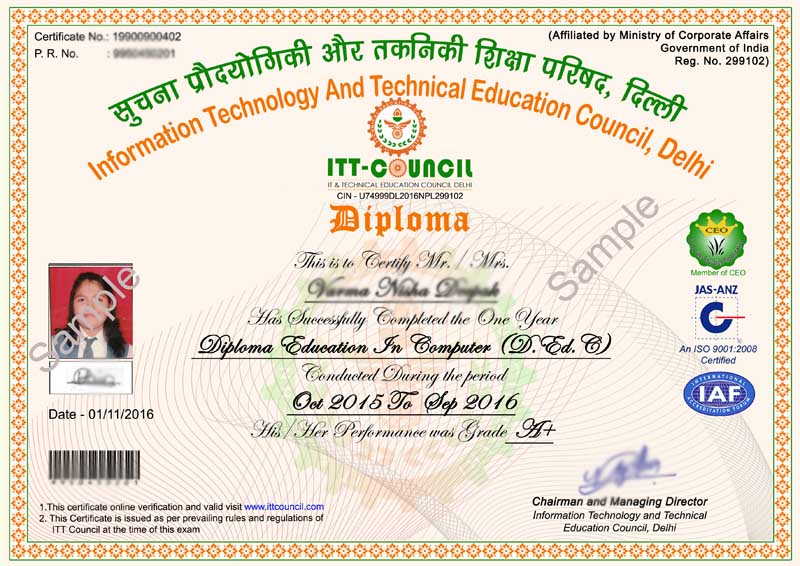 Certificate No.: 19900900402
P. R. No. :
(Affiliated by Ministry of Corporate Affairs
Government of India
Reg. No. 299102)
सुचना प्रौदयोगिकी और तकनिकी शिक्षा परिषद, दिल्ली
Information Technology And Technical Education Council, Delhi
ITT-COUNCIL
IT & TECHNICAL EDUCATION COUNCIL DELHI
CIN - U74999DL2016NPL299102
Diploma
This is to Certify Mr. / Mrs.
Has Successfully Completed the One Year
Diploma Education In Computer (D.Ed.C)
Conducted During the period
Oct 2015 To Sep 2016
His/Her Performance was Grade A+
Sample
Sample
Sample
Sample
Date - 01/11/2016
CEO
Member of CEO
JAS-ANZ
An ISO 9001:2008
Certified
INTERNATIONAL
IAF
ACCREDITATION FORUM
1.This certificate online verification and valid visit www.ittcouncil.com
2. This Certificate is issued as per prevailing rules and regulations of
ITT Council at the time of this exam
Chairman and Managing Director
Information Technology and Technical
Education Council, Delhi